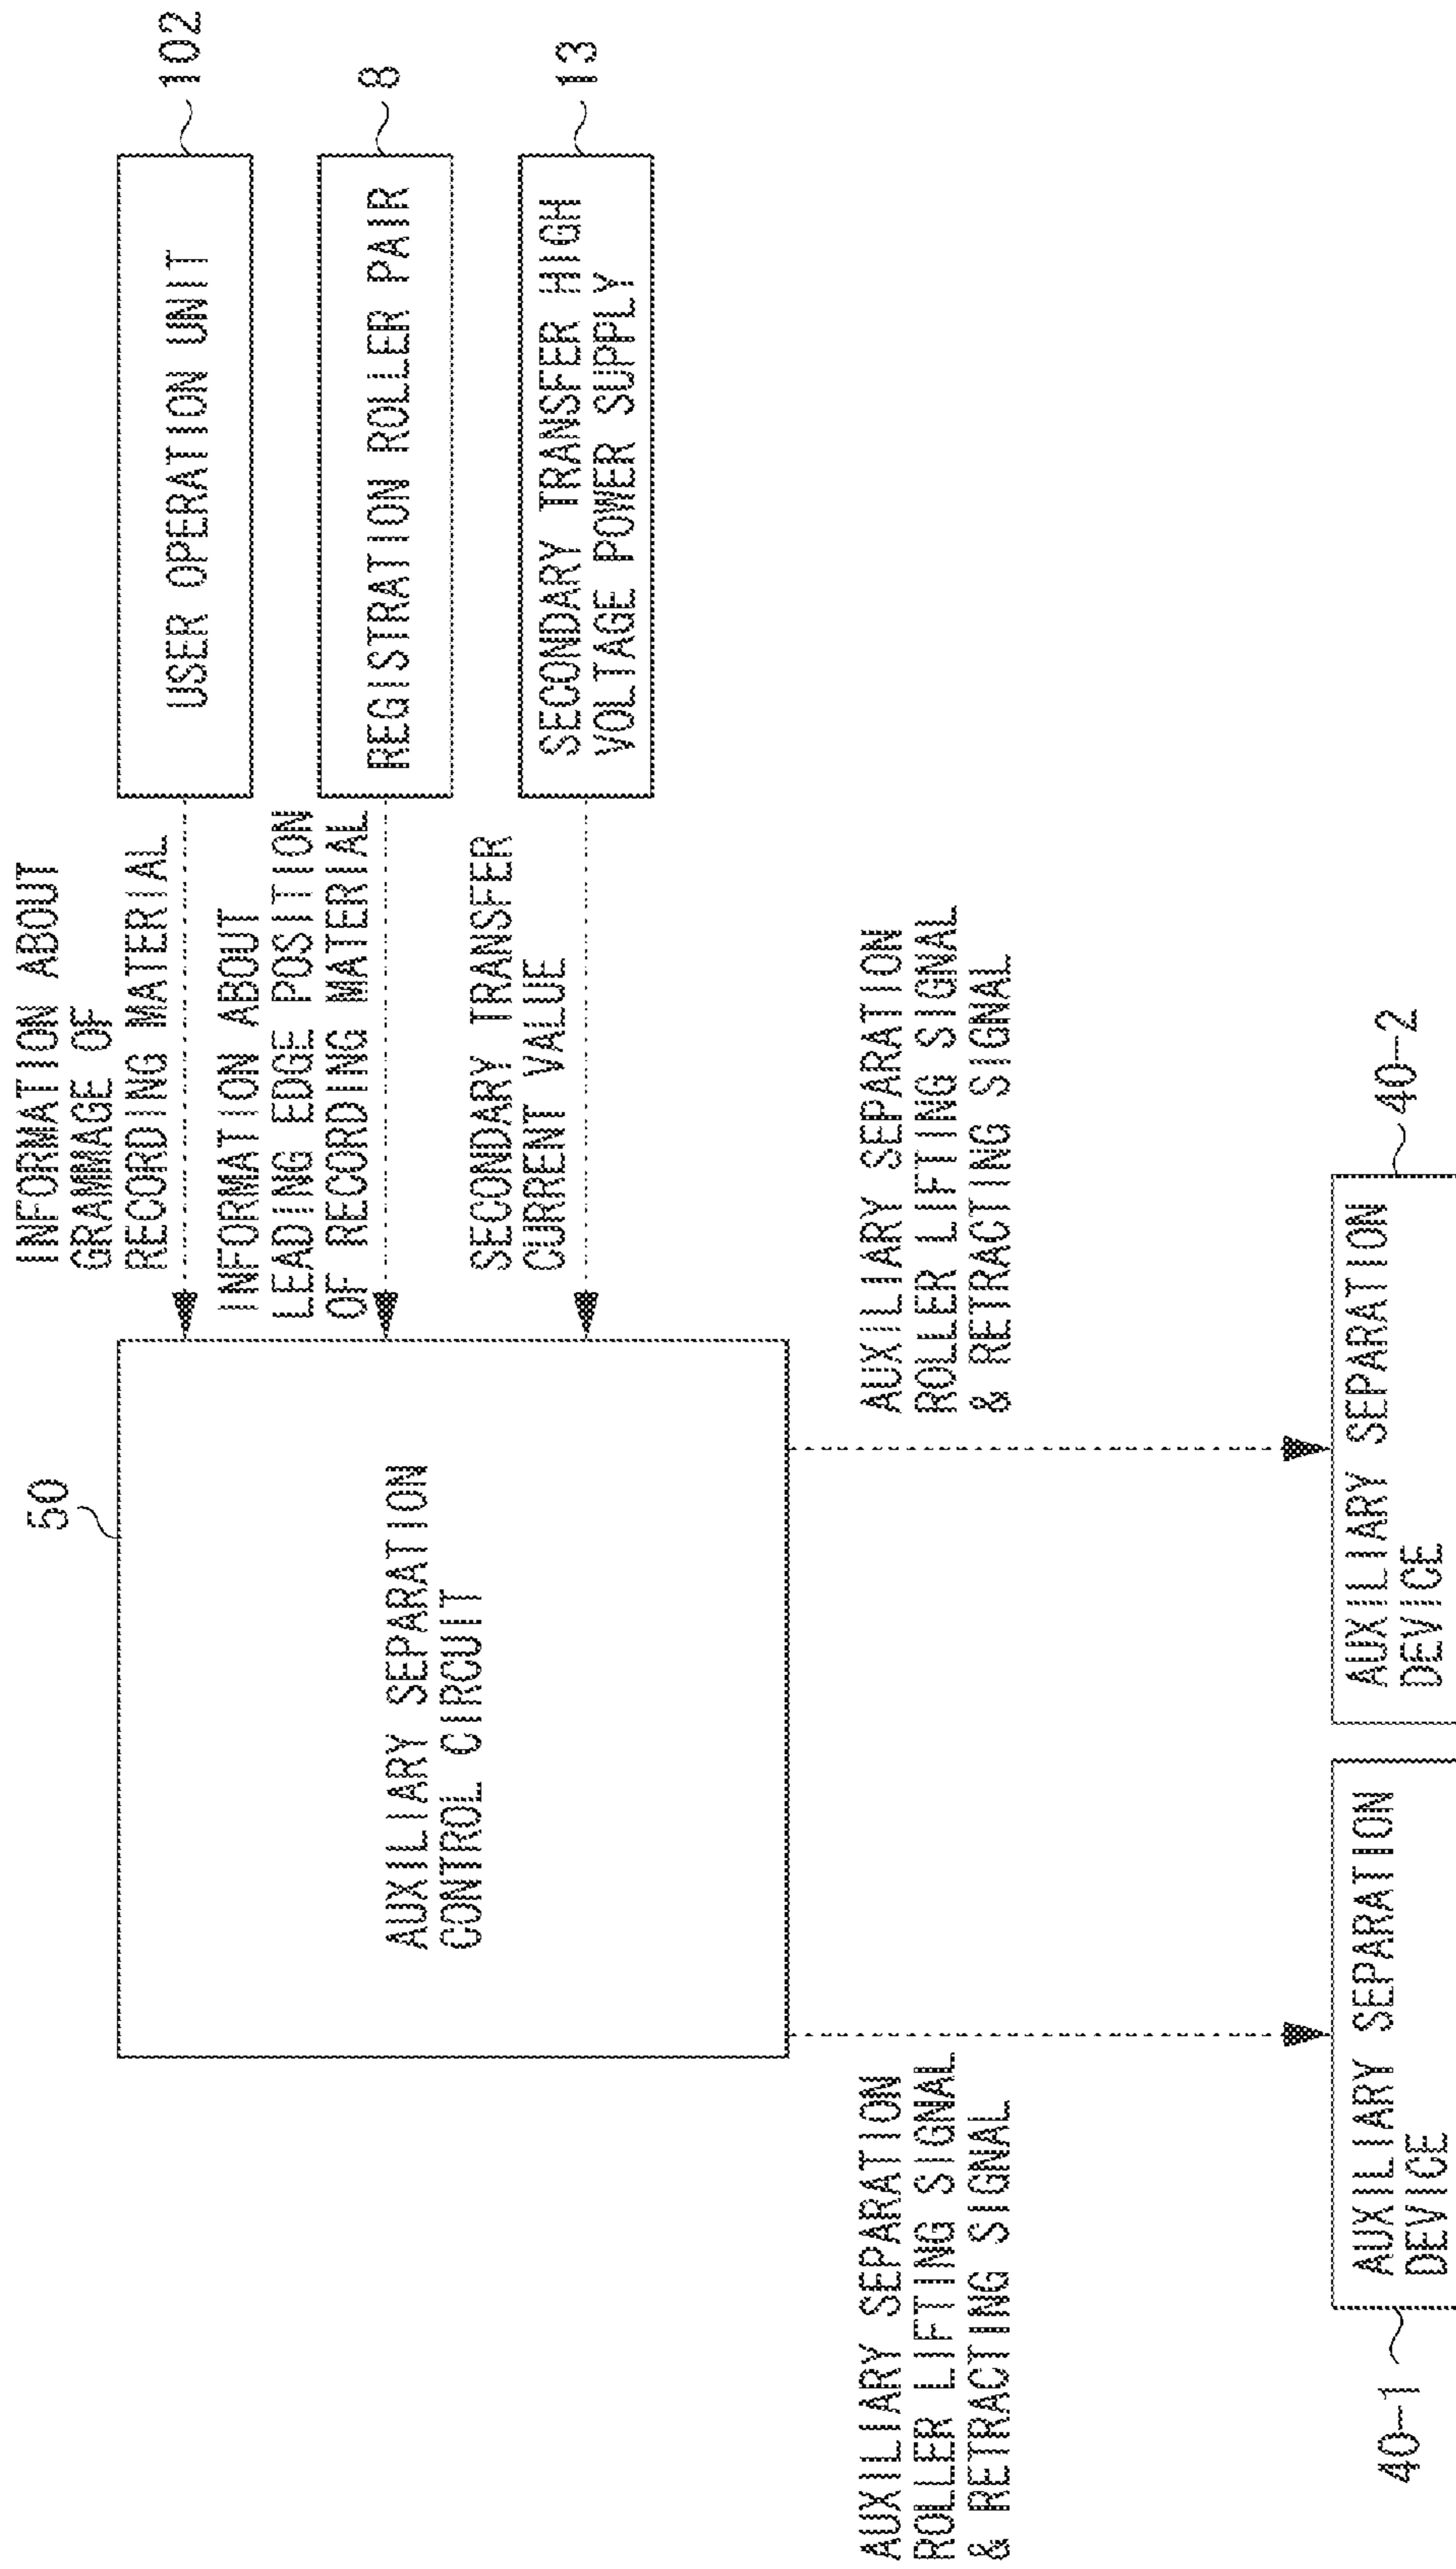 50
AUXILIARY SEPARATION
CONTROL CIRCUIT
INFORMATION ABOUT
GRAMMAGE OF
RECORDING MATERIAL
USER OPERATION UNIT
102
INFORMATION ABOUT
LEADING EDGE POSITION
OF RECORDING MATERIAL
REGISTRATION ROLLER PAIR
8
SECONDARY TRANSFER
CURRENT VALUE
SECONDARY TRANSFER HIGH
VOLTAGE POWER SUPPLY
13
AUXILIARY SEPARATION
ROLLER LIFTING SIGNAL
& RETRACTING SIGNAL
AUXILIARY SEPARATION
ROLLER LIFTING SIGNAL
& RETRACTING SIGNAL
40-1
AUXILIARY SEPARATION
DEVICE
AUXILIARY SEPARATION
DEVICE
40-2